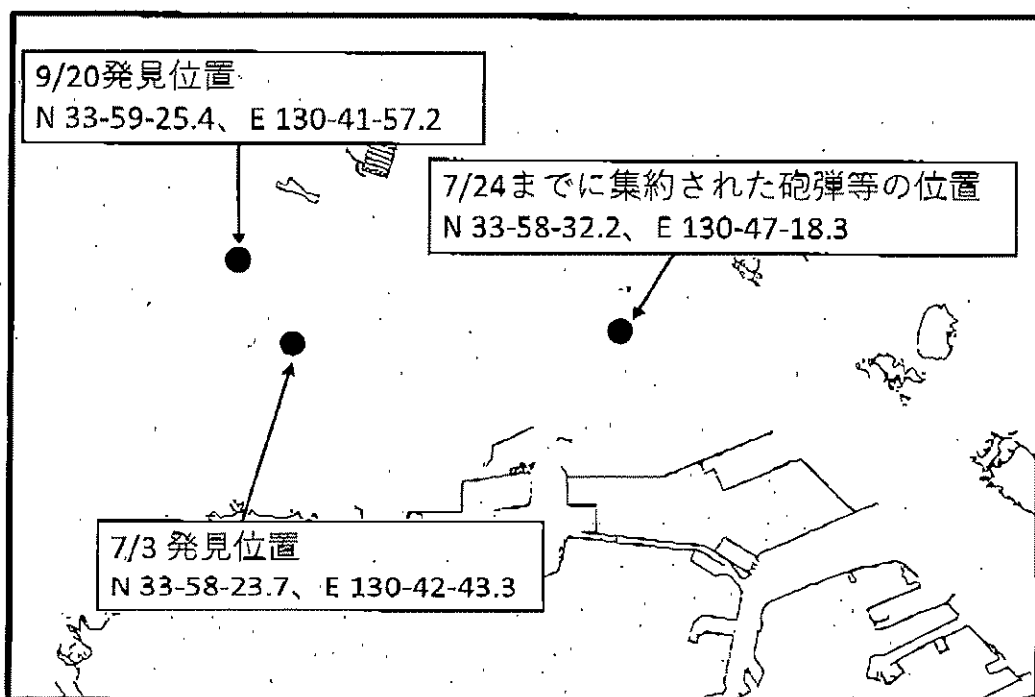 9/20発見位置
N 33-59-25.4、E 130-41-57.2
7/24までに集約された砲弾等の位置
N 33-58-32.2、E 130-47-18.3
7/3 発見位置
N 33-58-23.7、E 130-42-43.3